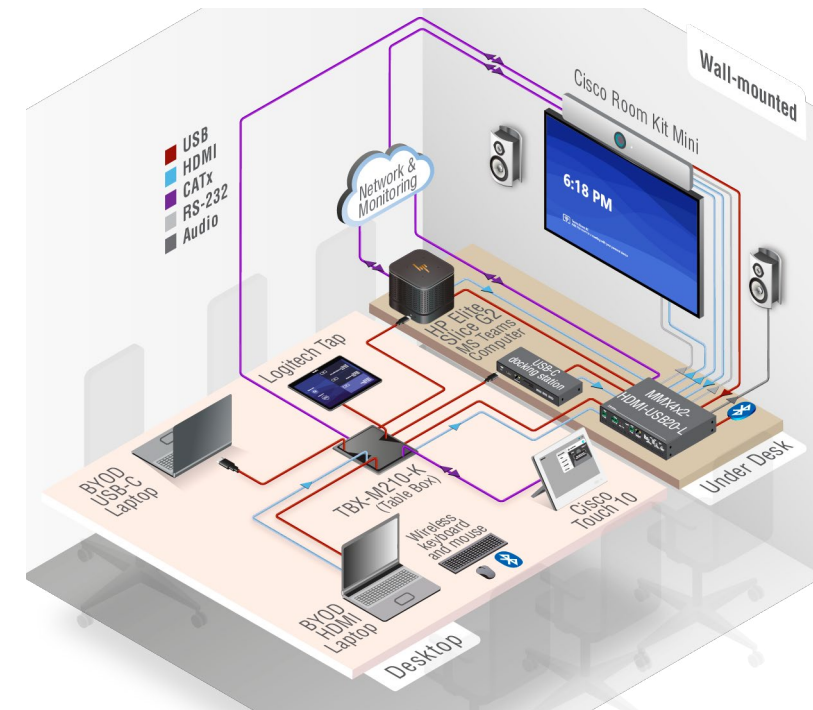 Wall-mounted
Cisco Room Kit Mini
USB
HDMI
CATx
RS-232
Audio
Network &
Monitoring
6:18 PM
hp
HP Elite
Slice G2
MS Teams
Computer
Logitech Tap
USB-C
docking station
MMX4x2-
HDMI-USB20-L
Under Desk
BYOD
USB-C
Laptop
TBX-M210-K
(Table Box)
Cisco
Touch 10
Wireless
keyboard
and mouse
BYOD
HDMI
Laptop
Desktop